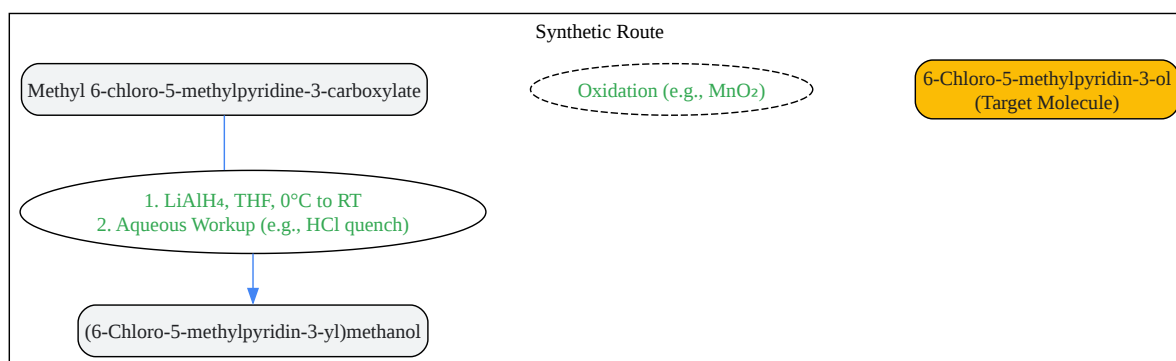 Synthetic Route
Methyl 6-chloro-5-methylpyridine-3-carboxylate
Oxidation (e.g., MnO₂)
6-Chloro-5-methylpyridin-3-ol
(Target Molecule)
1. LiAlH₄, THF, 0°C to RT
2. Aqueous Workup (e.g., HCl quench)
(6-Chloro-5-methylpyridin-3-yl)methanol